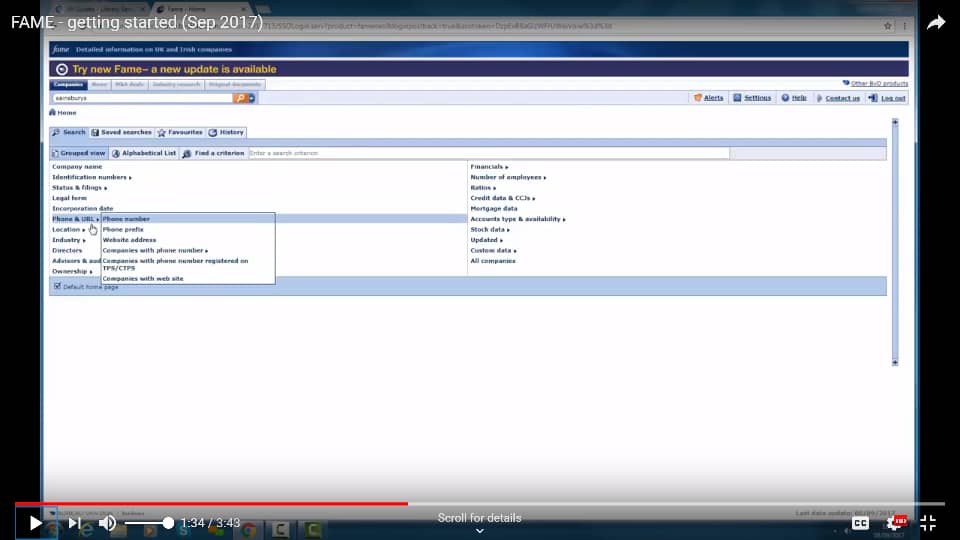 FAME - getting started (Sep 2017)
Fame - Home
fame Detailed information on UK and Irish companies
Try new Fame– a new update is available
Companies News M&A deals Industry research Original documents
Other BvD products
sainsburys
Alerts Settings Help Contact us Log out
Home
Search Saved searches Favourites History
Grouped view Alphabetical List Find a criterion Enter a search criterion
Company name
Identification numbers
Status & filings
Legal form
Incorporation date
Phone & URL
Location
Industry
Directors
Advisors & aud
Ownership
Phone number
Phone prefix
Website address
Companies with phone number
Companies with phone number registered on
TPS/CTPS
Companies with web site
Financials
Number of employees
Ratios
Credit data & CCJs
Mortgage data
Accounts type & availability
Stock data
Updated
Custom data
All companies
Default home page
Scroll for details
1:34 / 3:43
CC
HD